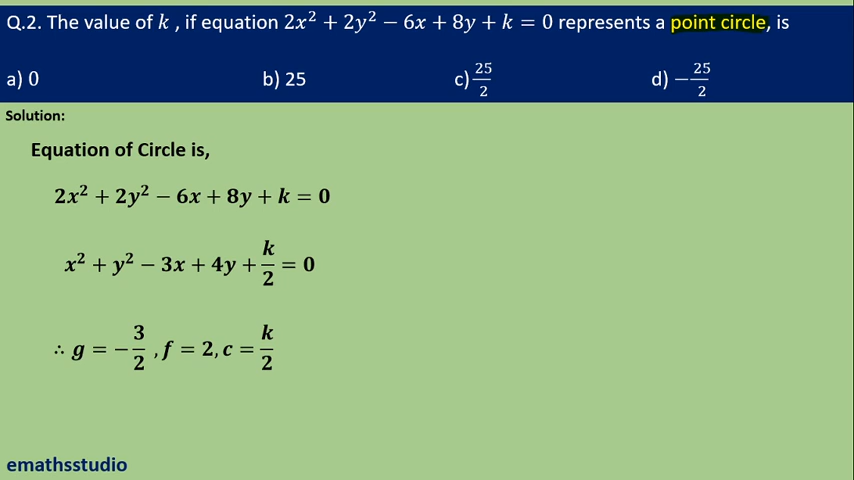 Q.2. The value of k , if equation 2x² + 2y² − 6x + 8y + k = 0 represents a point circle, is
a) 0 b) 25 c) 25/2 d) − 25/2
Solution:
Equation of Circle is,
2x² + 2y² − 6x + 8y + k = 0
x² + y² − 3x + 4y + k/2 = 0
∴ g = − 3/2 , f = 2, c = k/2
emathsstudio